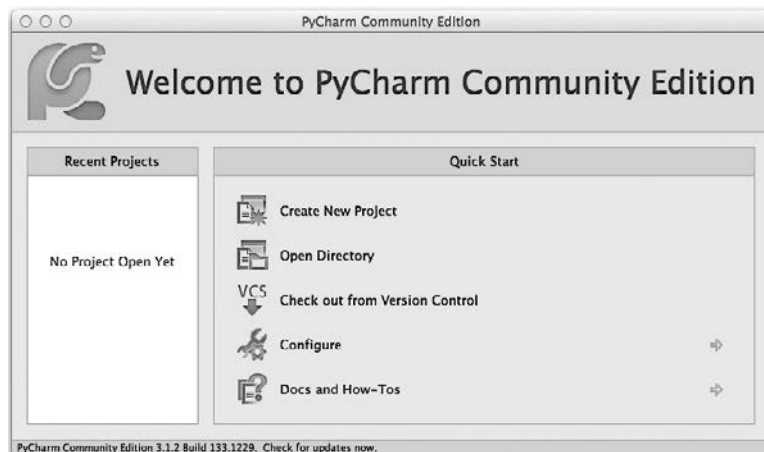 PyCharm Community Edition
Welcome to PyCharm Community Edition
Recent Projects
No Project Open Yet
Quick Start
Create New Project
Open Directory
VCS
Check out from Version Control
Configure
Docs and How-Tos
PyCharm Community Edition 3.1.2 Build 133.1229. Check for updates now.